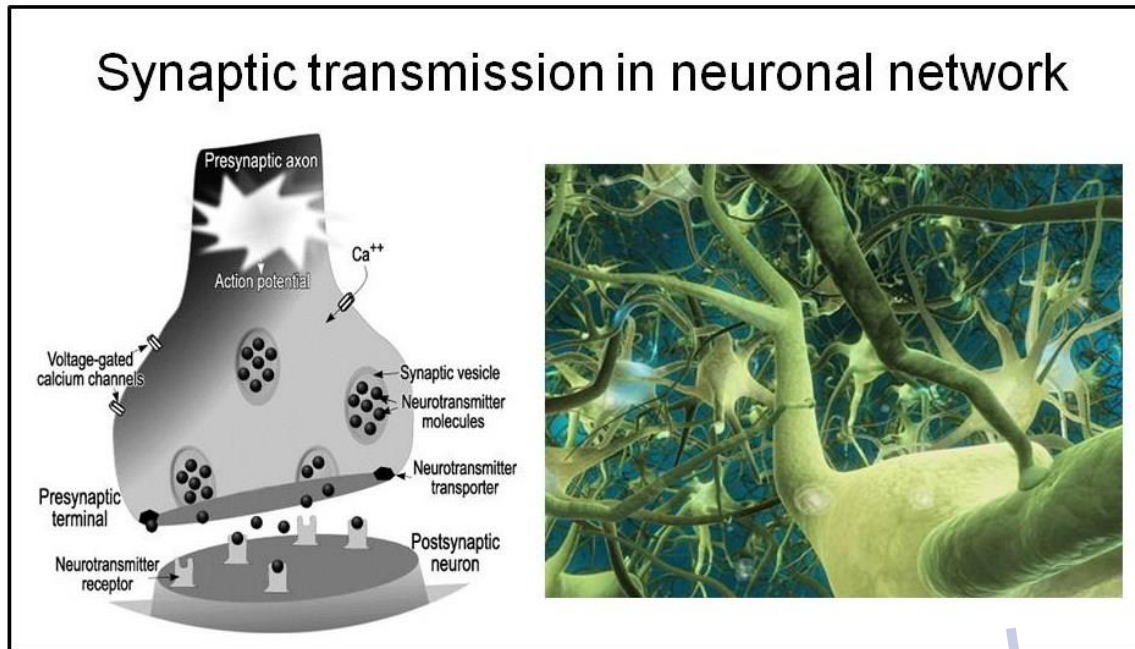 Synaptic transmission in neuronal network
Presynaptic axon
Action potential
Ca++
Voltage-gated
calcium channels
Synaptic vesicle
Neurotransmitter
molecules
Neurotransmitter
transporter
Presynaptic
terminal
Postsynaptic
neuron
Neurotransmitter
receptor